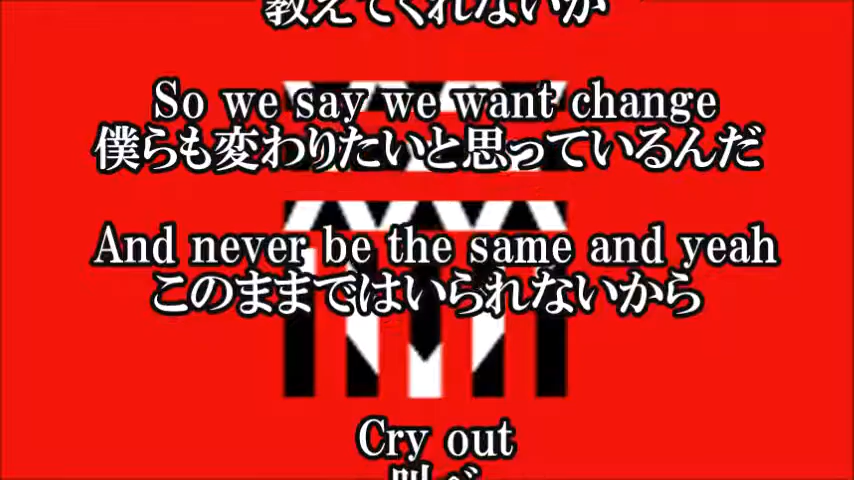 教えてくれないか
So we say we want change
僕らも変わりたいと思っているんだ
And never be the same and yeah
このままではいられないから
Cry out
叫べ